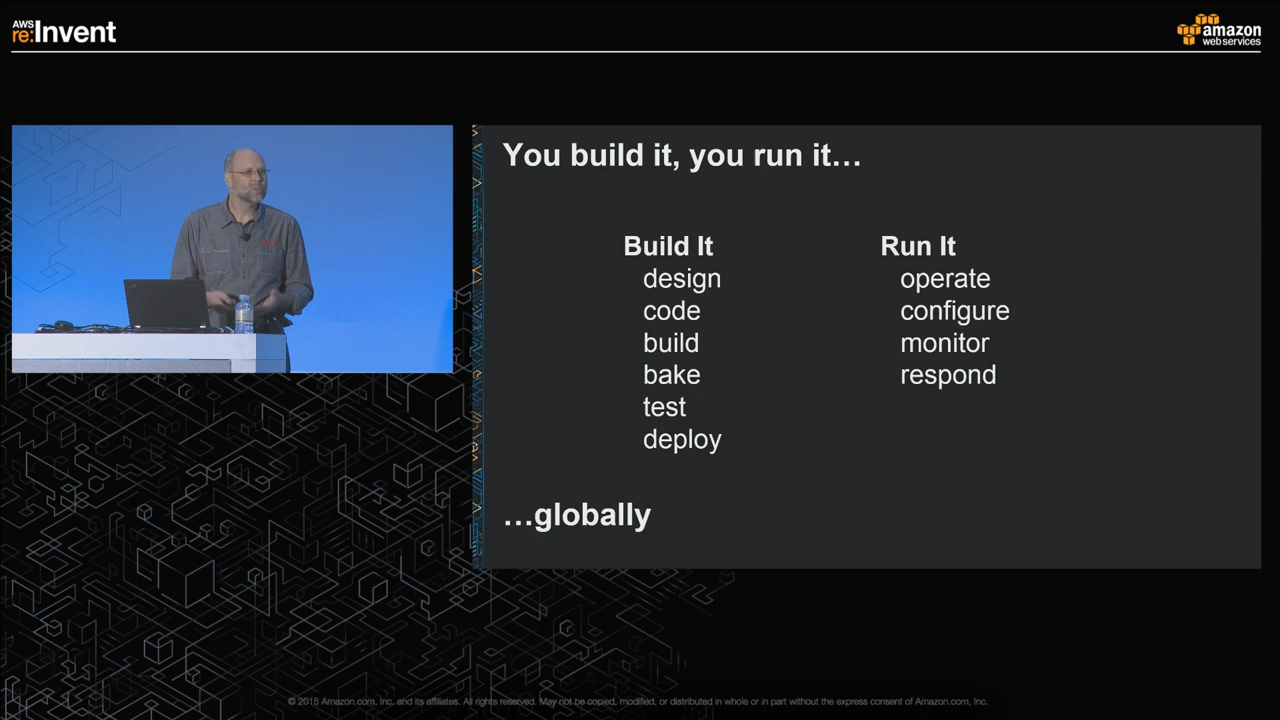 AWS
re:Invent
amazon
web services
You build it, you run it…
Build It
design
code
build
bake
test
deploy
Run It
operate
configure
monitor
respond
…globally
© 2015 Amazon.com, Inc. and its affiliates. All rights reserved. May not be copied, modified, or distributed in whole or in part without the express consent of Amazon.com, Inc.